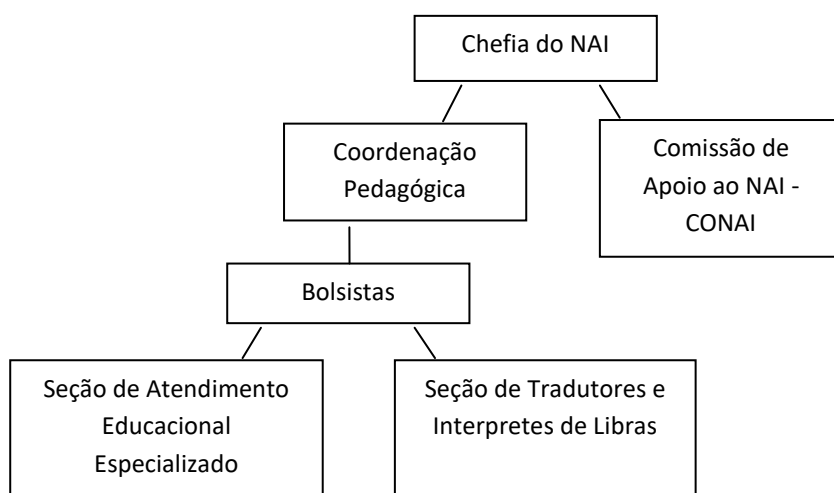 Chefia do NAI
Coordenação
Pedagógica
Comissão de
Apoio ao NAI -
CONAI
Bolsistas
Seção de Atendimento
Educacional
Especializado
Seção de Tradutores e
Interpretes de Libras